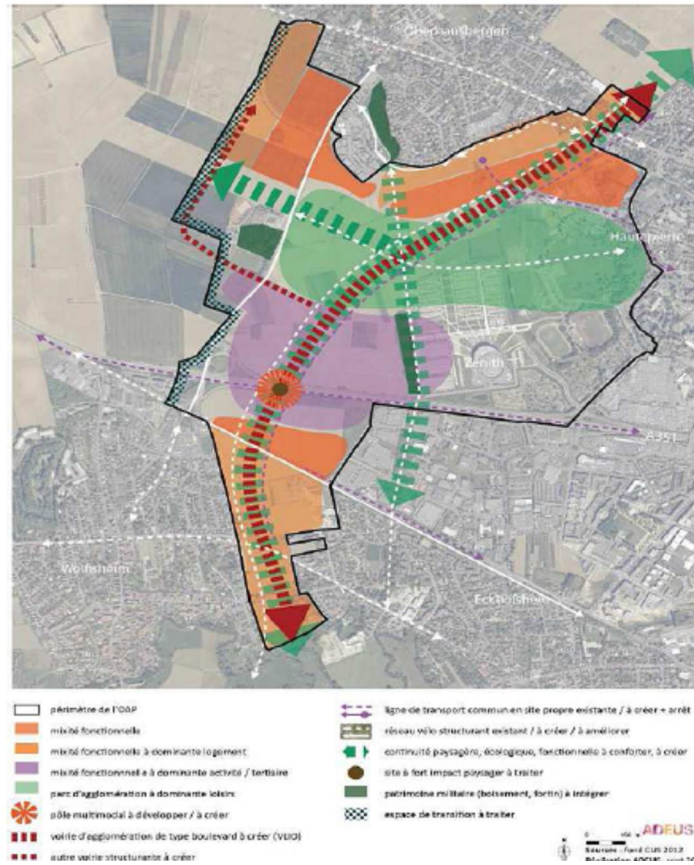 Oberhausbergen
Hautepierre
Zénith
A351
Wolfisheim
Eckbolsheim
périmètre de l'OAP
mixité fonctionnelle
mixité fonctionnelle à dominante logement
mixité fonctionnnelle à dominante activité / tertiaire
parc d'agglomération à dominante loisirs
pôle multimodal à développer / à créer
voirie d'agglomération de type boulevard à créer (VLIO)
autre voirie structurante à créer
ligne de transport commun en site propre existante / à créer + arrêt
réseau vélo structurant existant / à créer / à améliorer
continuité paysagère, écologique, fonctionnelle à conforter, à créer
site à fort impact paysager à traiter
patrimoine militaire (boisement, fortin) à intégrer
espace de transition à traiter
ADEUS
Sources : Fond CUS 2012
Réalisation ADEUS,